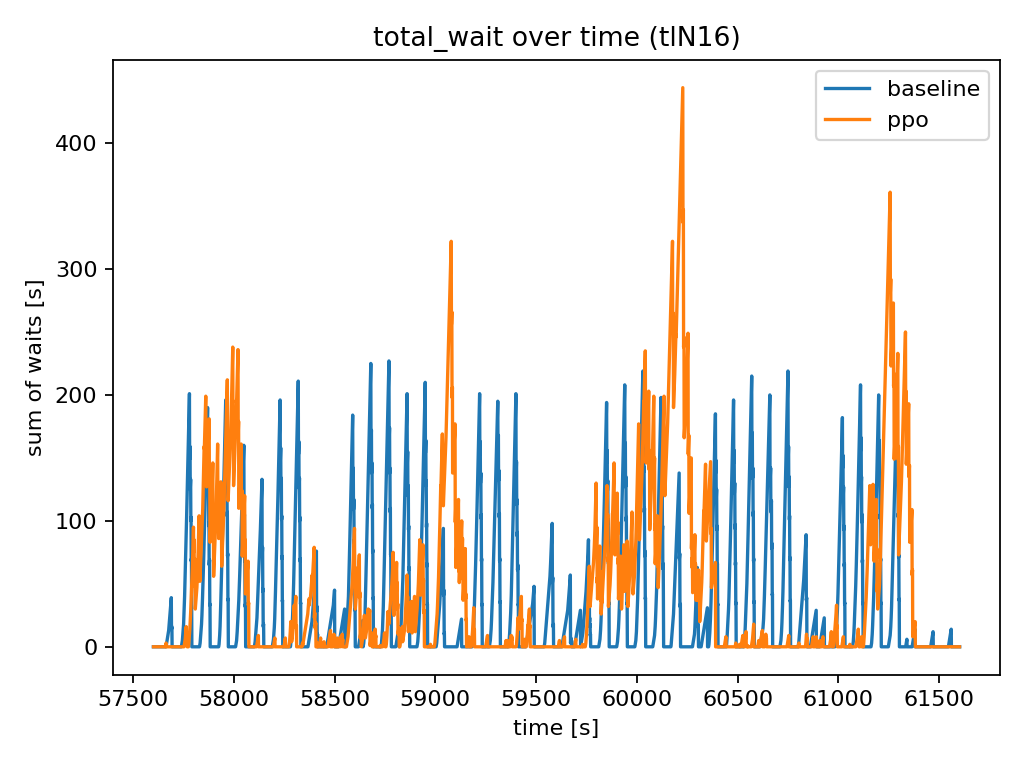 total_wait over time (tlN16)
baseline
ppo
sum of waits [s]
400
300
200
100
0
57500 58000 58500 59000 59500 60000 60500 61000 61500
time [s]